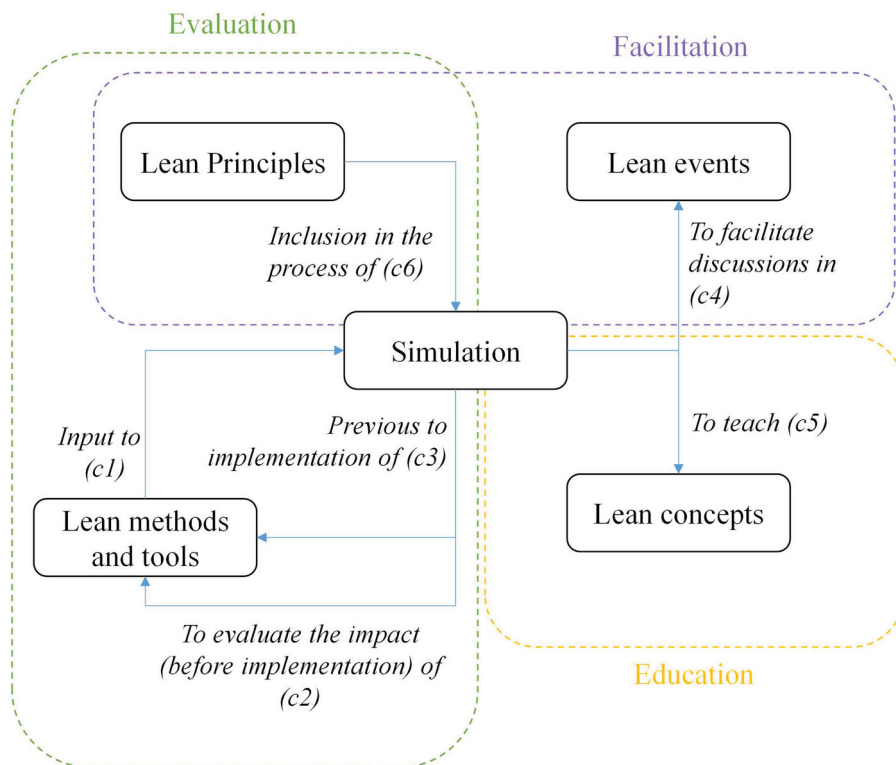 Evaluation
Facilitation
Lean Principles
Lean events
Inclusion in the
process of (c6)
To facilitate
discussions in
(c4)
Simulation
Input to
(c1)
Previous to
implementation of (c3)
To teach (c5)
Lean methods
and tools
Lean concepts
To evaluate the impact
(before implementation) of
(c2)
Education